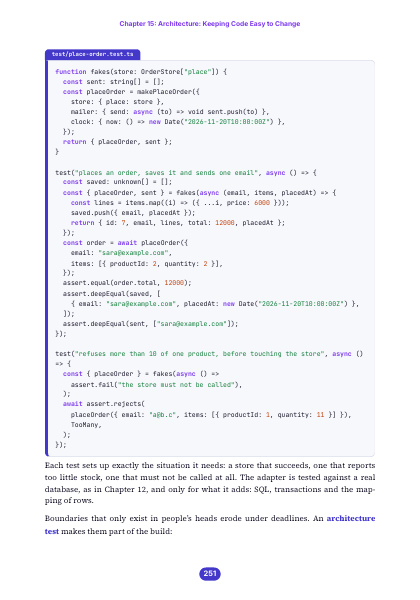 Chapter 15: Architecture: Keeping Code Easy to Change
test/place-order.test.ts
function fakes(store: OrderStore["place"]) {
  const sent: string[] = [];
  const placeOrder = makePlaceOrder({
    store: { place: store },
    mailer: { send: async (to) => void sent.push(to) },
    clock: { now: () => new Date("2026-11-20T10:00:00Z") },
  });
  return { placeOrder, sent };
}
test("places an order, saves it and sends one email", async () => {
  const saved: unknown[] = [];
  const { placeOrder, sent } = fakes(async (email, items, placedAt) => {
    const lines = items.map((i) => ({ ...i, price: 6000 }));
    saved.push({ email, placedAt });
    return { id: 7, email, lines, total: 12000, placedAt };
  });
  const order = await placeOrder({
    email: "sara@example.com",
    items: [{ productId: 2, quantity: 2 }],
  });
  assert.equal(order.total, 12000);
  assert.deepEqual(saved, [
    { email: "sara@example.com", placedAt: new Date("2026-11-20T10:00:00Z") },
  ]);
  assert.deepEqual(sent, ["sara@example.com"]);
});
test("refuses more than 10 of one product, before touching the store", async ()
=> {
  const { placeOrder } = fakes(async () =>
    assert.fail("the store must not be called"),
  );
  await assert.rejects(
    placeOrder({ email: "a@b.c", items: [{ productId: 1, quantity: 11 }] }),
    TooMany,
  );
});
Each test sets up exactly the situation it needs: a store that succeeds, one that reports
too little stock, one that must not be called at all. The adapter is tested against a real
database, as in Chapter 12, and only for what it adds: SQL, transactions and the map-
ping of rows.
Boundaries that only exist in people's heads erode under deadlines. An architecture
test makes them part of the build:
251